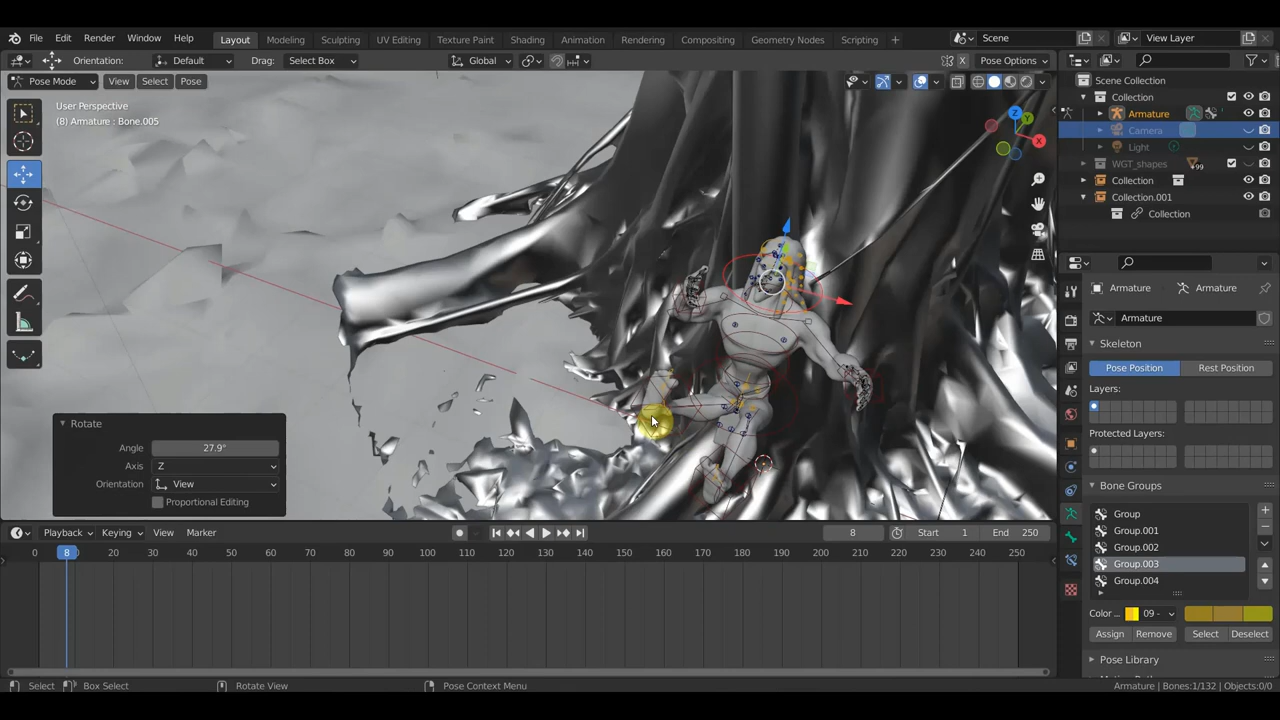 File Edit Render Window Help Layout Modeling Sculpting UV Editing Texture Paint Shading Animation Rendering Compositing Geometry Nodes Scripting + Scene View Layer
Orientation: Default Drag: Select Box Global X Pose Options
Pose Mode View Select Pose
User Perspective
(8) Armature : Bone.005
Z
Y
X
Scene Collection
Collection
Armature
Camera
Light
WGT_shapes +99
Collection
Collection.001
Collection
Armature Armature
Armature
Skeleton
Pose Position Rest Position
Layers:
Protected Layers:
Bone Groups
Group
Group.001
Group.002
Group.003
Group.004
Color... 09 -
Assign Remove Select Deselect
Pose Library
Rotate
Angle 27.9°
Axis Z
Orientation View
Proportional Editing
Playback Keying View Marker 8 Start 1 End 250
0 8 20 30 40 50 60 70 80 90 100 110 120 130 140 150 160 170 180 190 200 210 220 230 240 250
Select Box Select Rotate View Pose Context Menu Armature | Bones:1/132 | Objects:0/0